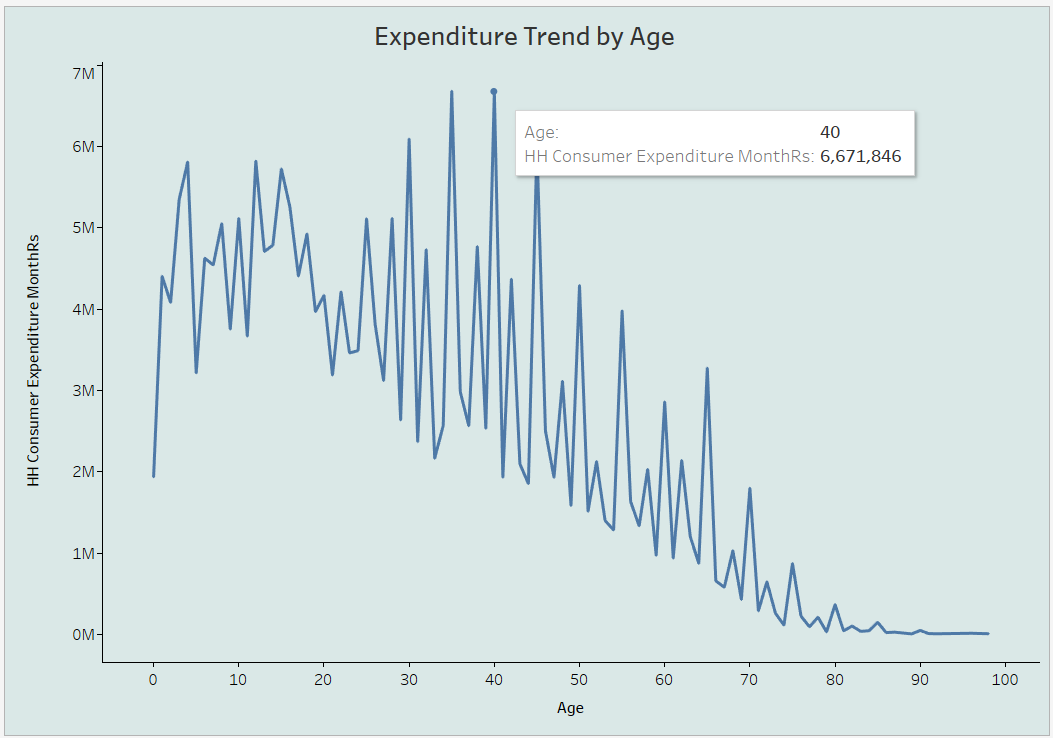 Expenditure Trend by Age
7M
6M
5M
4M
3M
2M
1M
0M
HH Consumer Expenditure MonthRs
Age: 40
HH Consumer Expenditure MonthRs: 6,671,846
0 10 20 30 40 50 60 70 80 90 100
Age